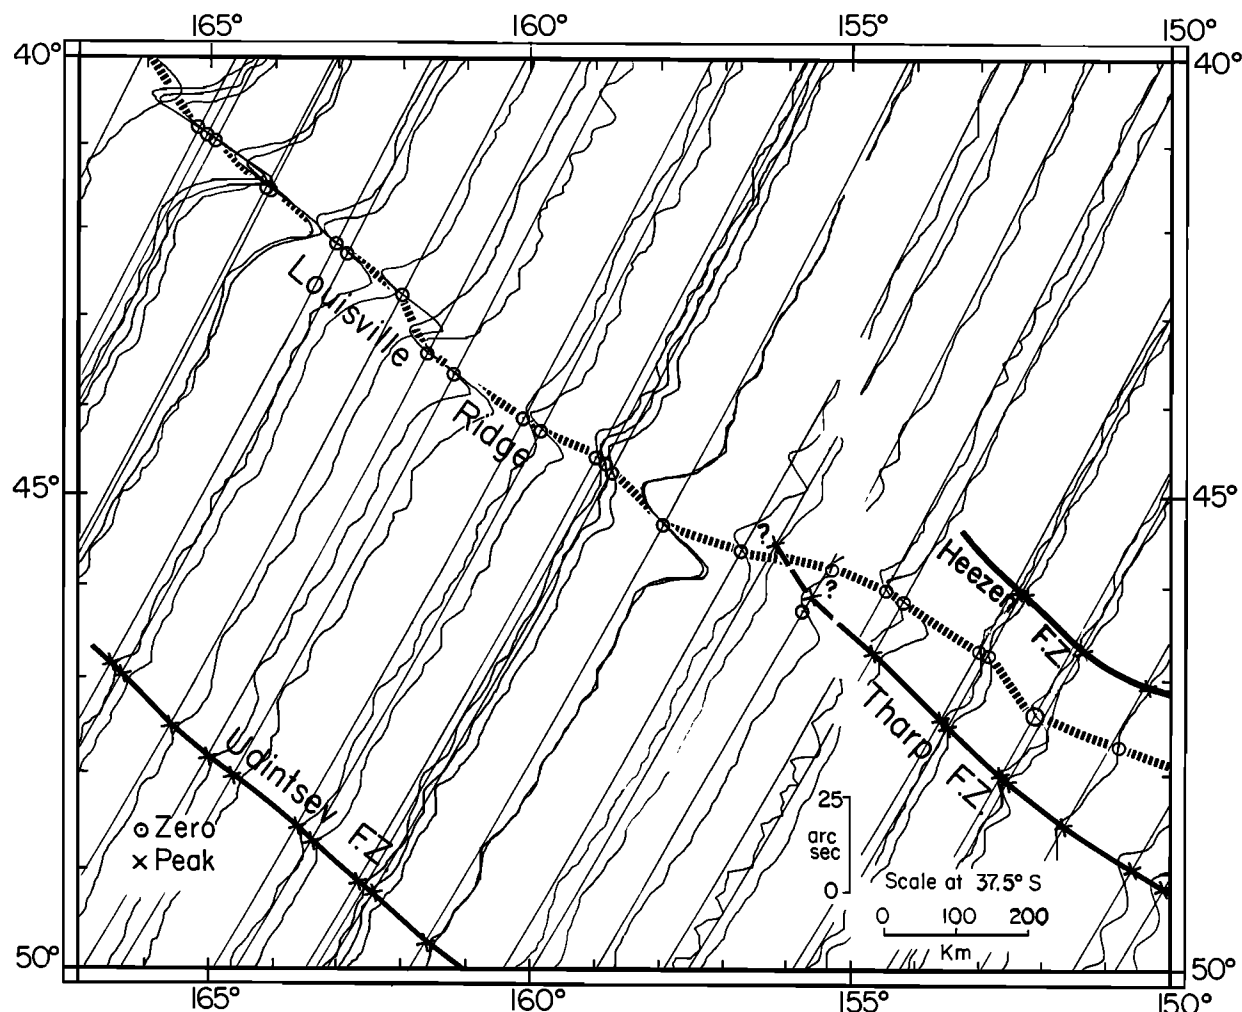 165° 160° 155° 150°
40° 40°
Louisville
Ridge
45° 45°
?
?
Heezen
F.Z.
Tharp
F.Z.
Udintsev
F.Z.
⊙ Zero
× Peak
25
arc
sec
0
Scale at 37.5° S
0 100 200
Km
50° 50°
165° 160° 155° 150°